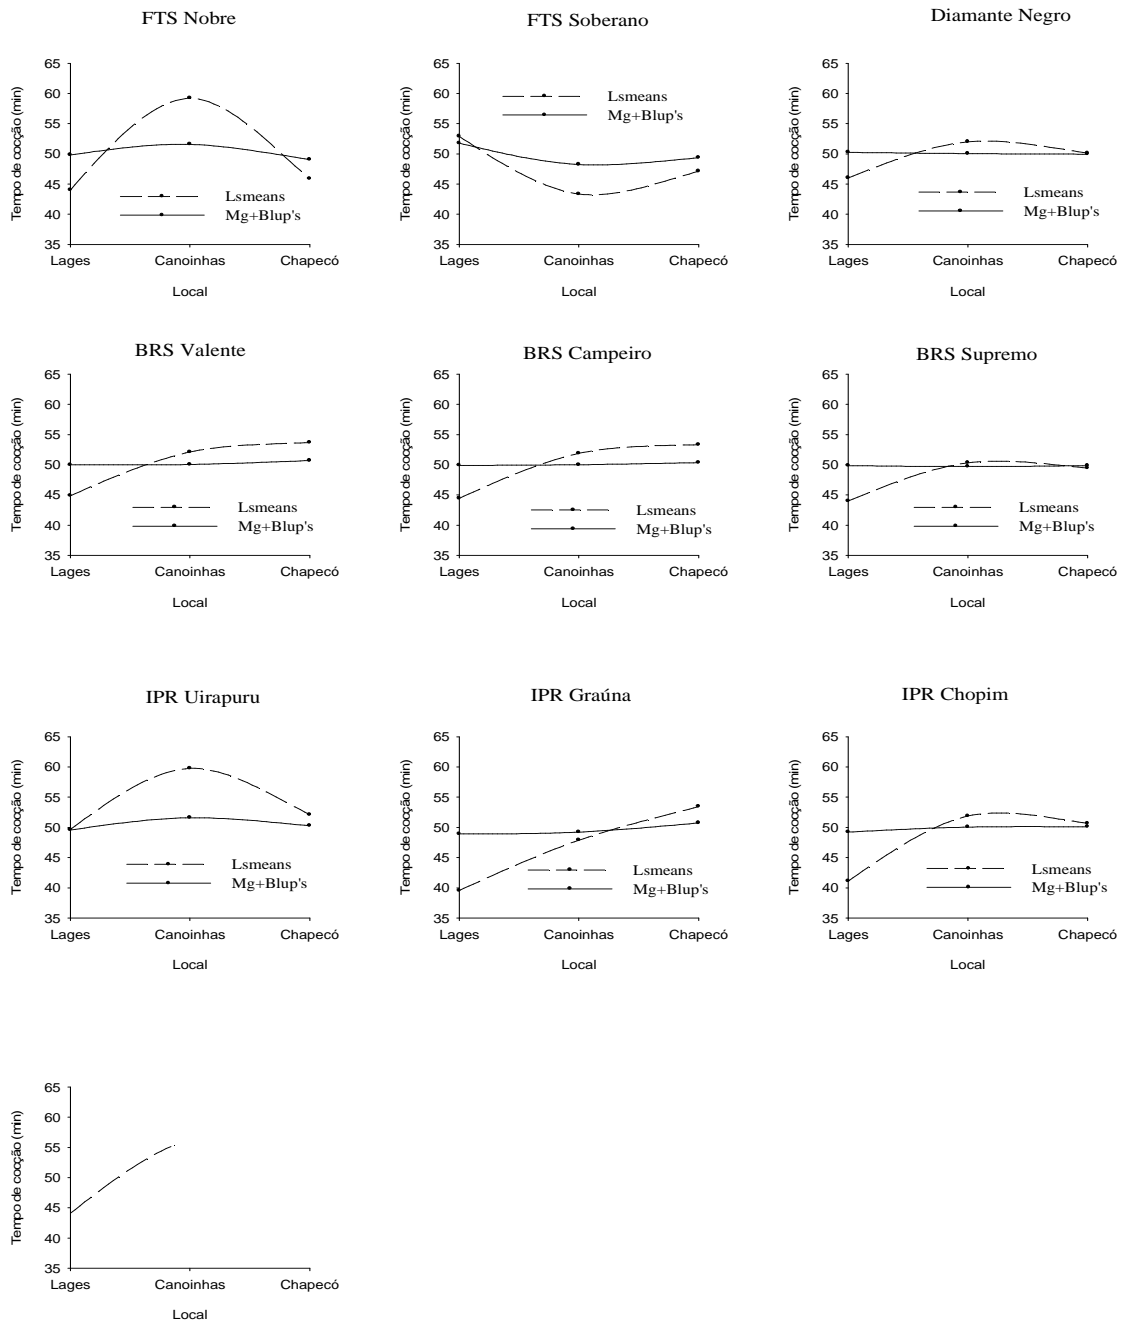 FTS Nobre
Tempo de cocção (min)
65
60
55
50
45
40
35
Lsmeans
Mg+Blup's
Lages Canoinhas Chapecó
Local
FTS Soberano
Tempo de cocção (min)
65
60
55
50
45
40
35
Lsmeans
Mg+Blup's
Lages Canoinhas Chapecó
Local
Diamante Negro
Tempo de cocção (min)
65
60
55
50
45
40
35
Lsmeans
Mg+Blup's
Lages Canoinhas Chapecó
Local
BRS Valente
Tempo de cocção (min)
65
60
55
50
45
40
35
Lsmeans
Mg+Blup's
Lages Canoinhas Chapecó
Local
BRS Campeiro
Tempo de cocção (min)
65
60
55
50
45
40
35
Lsmeans
Mg+Blup's
Lages Canoinhas Chapecó
Local
BRS Supremo
Tempo de cocção (min)
65
60
55
50
45
40
35
Lsmeans
Mg+Blup's
Lages Canoinhas Chapecó
Local
IPR Uirapuru
Tempo de cocção (min)
65
60
55
50
45
40
35
Lsmeans
Mg+Blup's
Lages Canoinhas Chapecó
Local
IPR Graúna
Tempo de cocção (min)
65
60
55
50
45
40
35
Lsmeans
Mg+Blup's
Lages Canoinhas Chapecó
Local
IPR Chopim
Tempo de cocção (min)
65
60
55
50
45
40
35
Lsmeans
Mg+Blup's
Lages Canoinhas Chapecó
Local
Tempo de cocção (min)
65
60
55
50
45
40
35
Lages Canoinhas Chapecó
Local